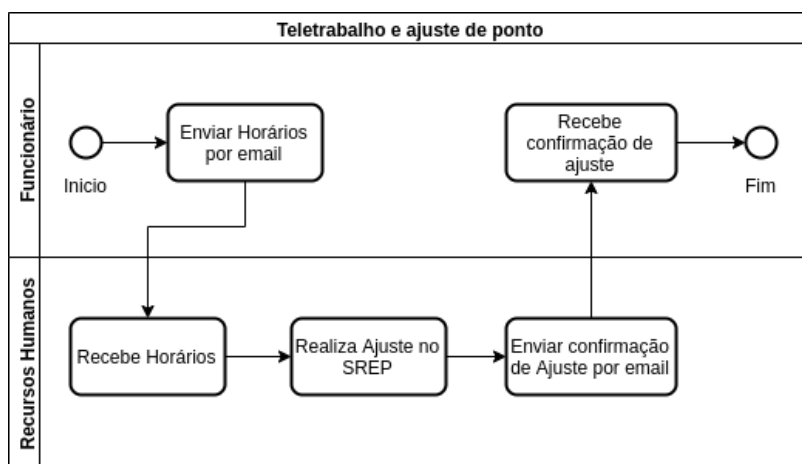 Teletrabalho e ajuste de ponto
Funcionário
Inicio
Enviar Horários
por email
Recebe
confirmação de
ajuste
Fim
Recursos Humanos
Recebe Horários
Realiza Ajuste no
SREP
Enviar confirmação
de Ajuste por email